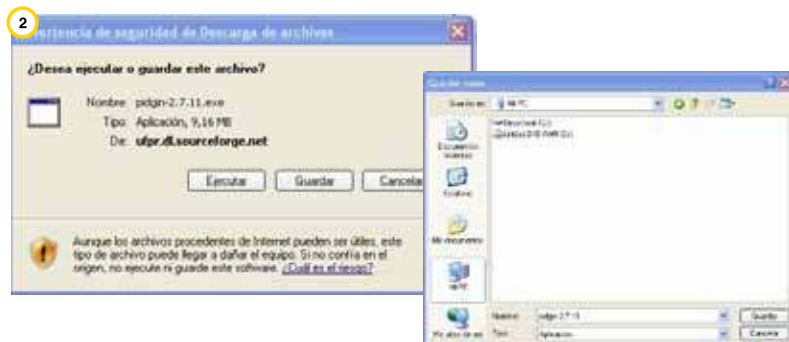 2
Advertencia de seguridad de Descarga de archivos
¿Desea ejecutar o guardar este archivo?
Nombre: pidgin-2.7.11.exe
Tipo: Aplicación, 9,16 MB
De: ufpr.dl.sourceforge.net
Ejecutar
Guardar
Cancelar
Aunque los archivos procedentes de Internet pueden ser útiles, este
tipo de archivo puede llegar a dañar el equipo. Si no confía en el
origen, no ejecute ni guarde este software. ¿Cuál es el riesgo?
Guardar como
Guardar en:
Mi PC
Escritorio
Mis documentos
Mi PC
Nombre:
pidgin-2.7.11
Guardar
Tipo:
Aplicación
Cancelar